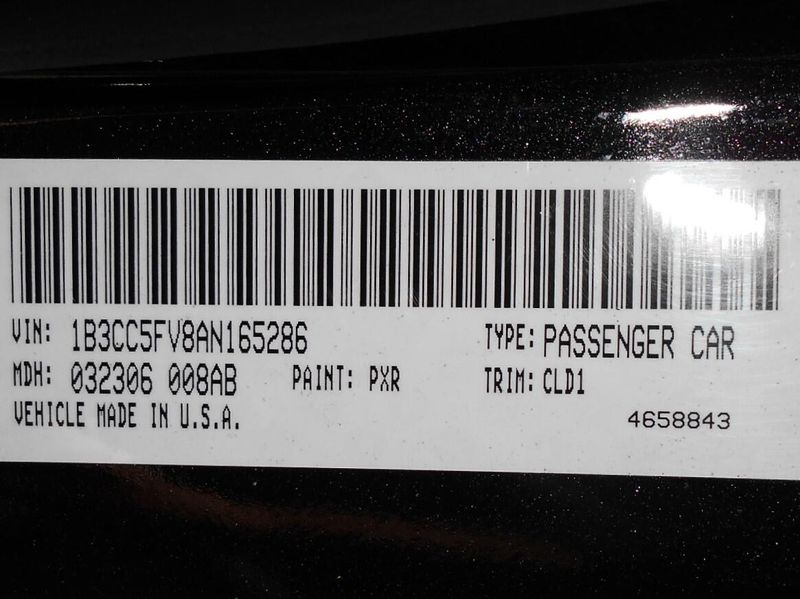 VIN: 1B3CC5FV8AN165286 TYPE: PASSENGER CAR
MDH: 032306 008AB PAINT: PXR TRIM: CLD1
VEHICLE MADE IN U.S.A. 4658843